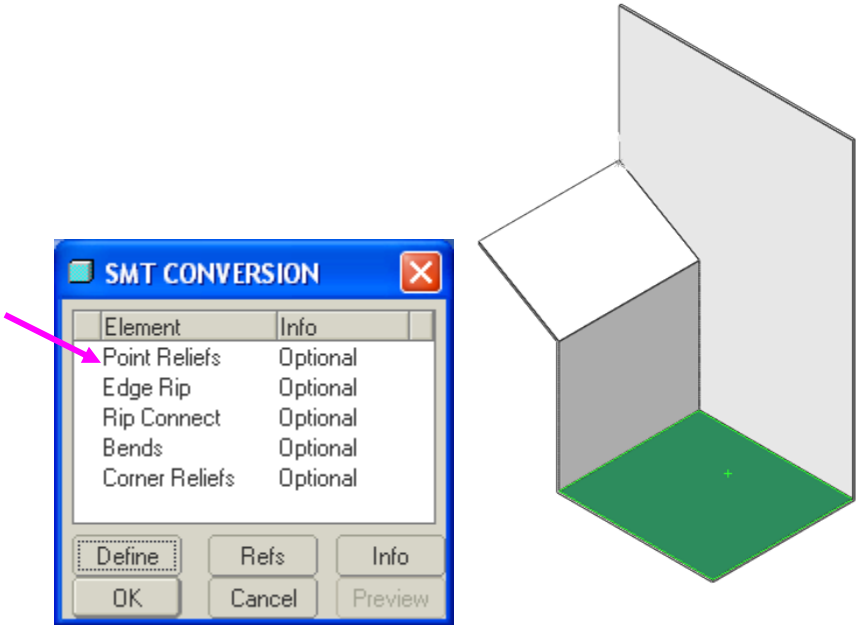 SMT CONVERSION
Element Info
Point Reliefs Optional
Edge Rip Optional
Rip Connect Optional
Bends Optional
Corner Reliefs Optional
Define Refs Info
OK Cancel Preview